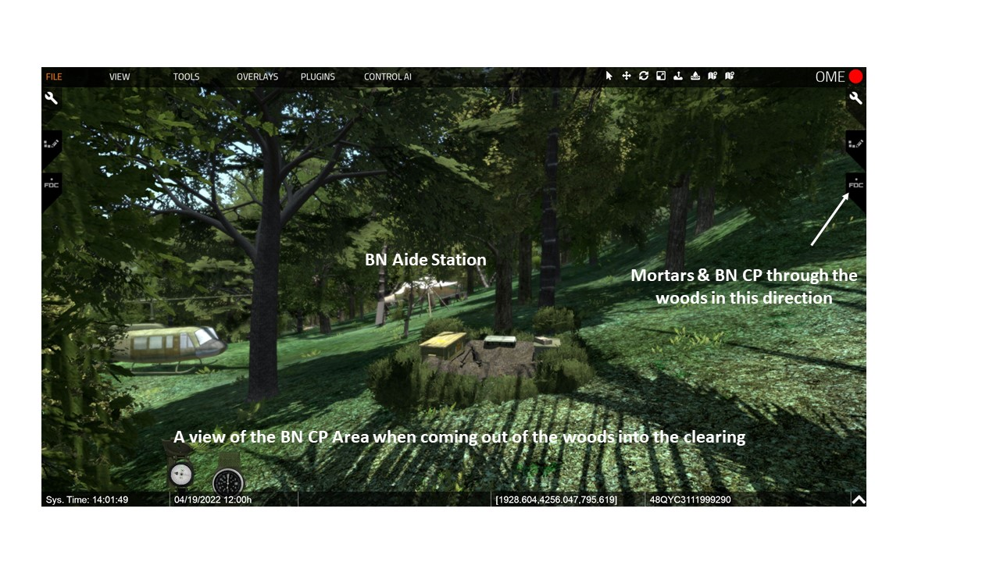 FILE VIEW TOOLS OVERLAYS PLUGINS CONTROL AI OME
FDC FDC
BN Aide Station
Mortars & BN CP through the
woods in this direction
A view of the BN CP Area when coming out of the woods into the clearing
Sys. Time: 14:01:49 04/19/2022 12:00h [1928.604,4256.047,795.619] 48QYC3111999290